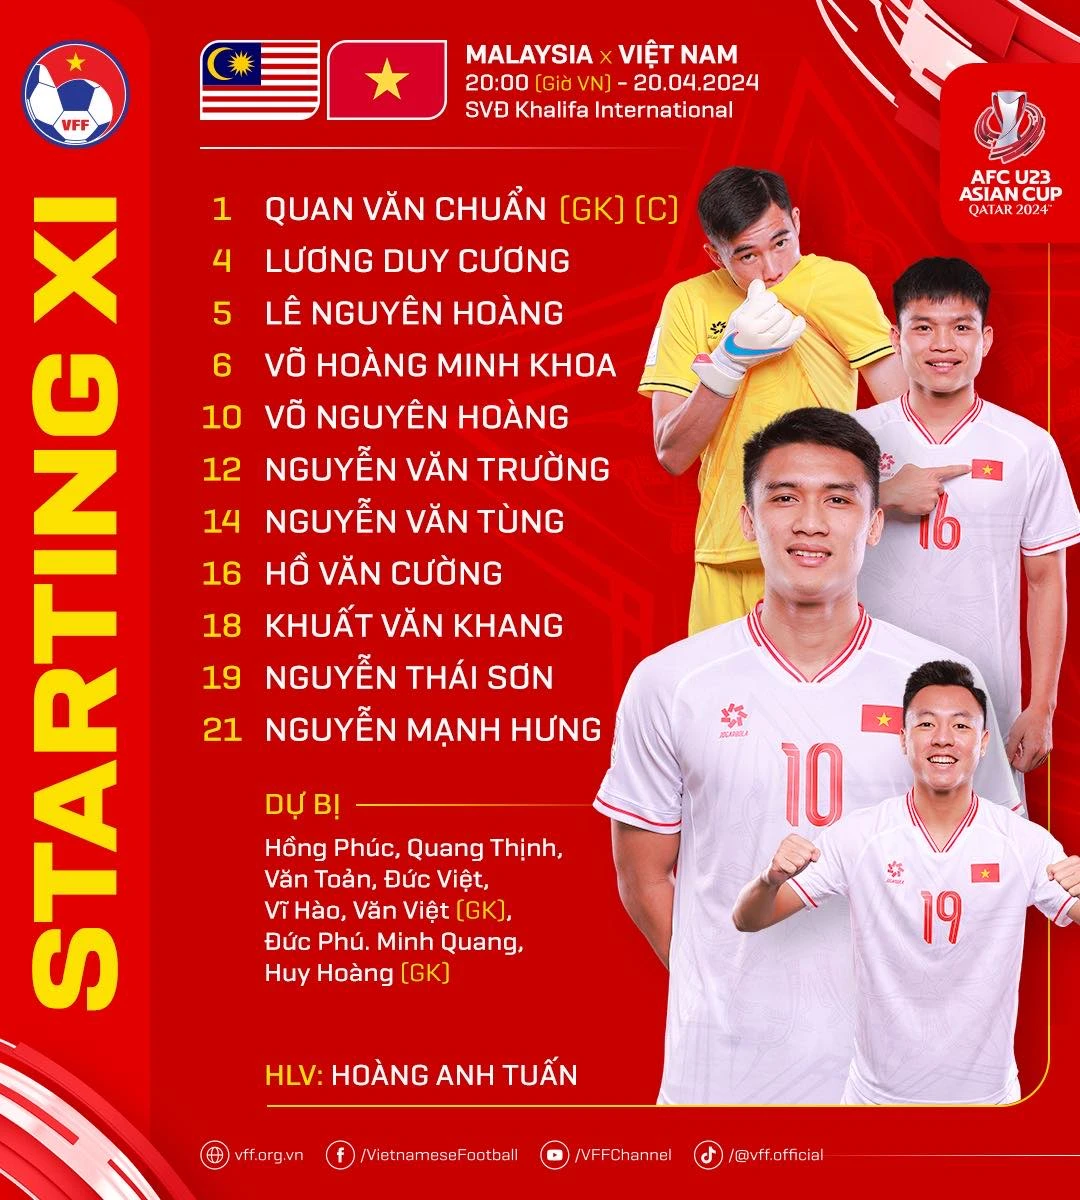 VFF
MALAYSIA x VIỆT NAM
20:00 (Giờ VN) - 20.04.2024
SVĐ Khalifa International
AFC U23
ASIAN CUP
QATAR 2024™
STARTING XI
1 QUAN VĂN CHUẨN (GK) (C)
4 LƯƠNG DUY CƯƠNG
5 LÊ NGUYÊN HOÀNG
6 VÕ HOÀNG MINH KHOA
10 VÕ NGUYÊN HOÀNG
12 NGUYỄN VĂN TRƯỜNG
14 NGUYỄN VĂN TÙNG
16 HỒ VĂN CƯỜNG
18 KHUẤT VĂN KHANG
19 NGUYỄN THÁI SƠN
21 NGUYỄN MẠNH HƯNG
16
JOGARBOLA
10
19
DỰ BỊ
Hồng Phúc, Quang Thịnh,
Văn Toản, Đức Việt,
Vĩ Hào, Văn Việt (GK),
Đức Phú. Minh Quang,
Huy Hoàng (GK)
HLV: HOÀNG ANH TUẤN
vff.org.vn /VietnameseFootball /VFFChannel /@vff.official